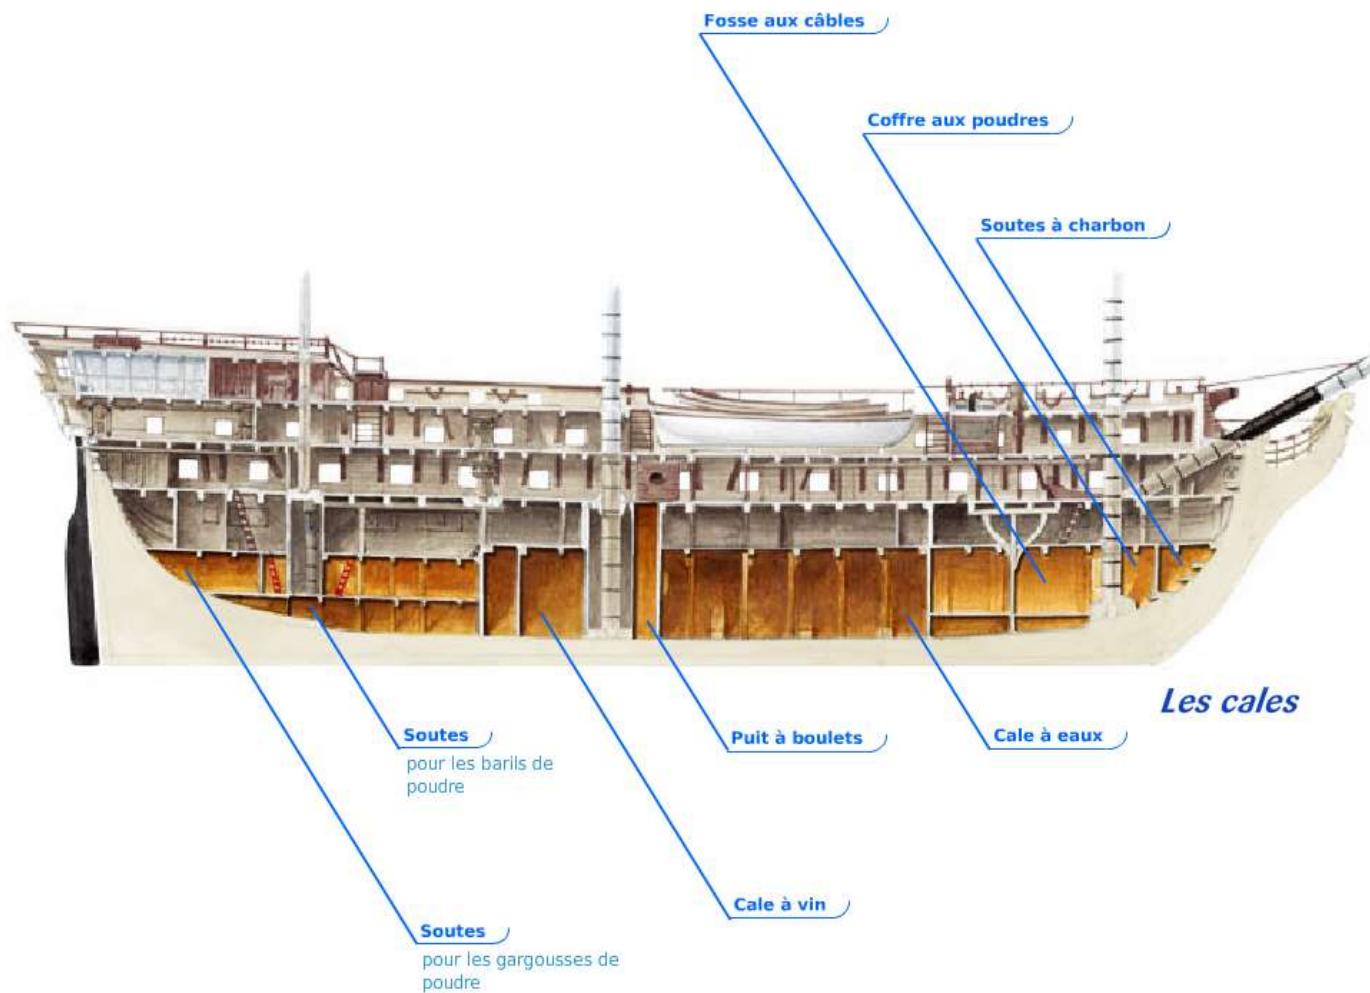 Fosse aux câbles
Coffre aux poudres
Soutes à charbon
Les cales
Soutes
pour les barils de
poudre
Puit à boulets
Cale à eaux
Cale à vin
Soutes
pour les gargousses de
poudre